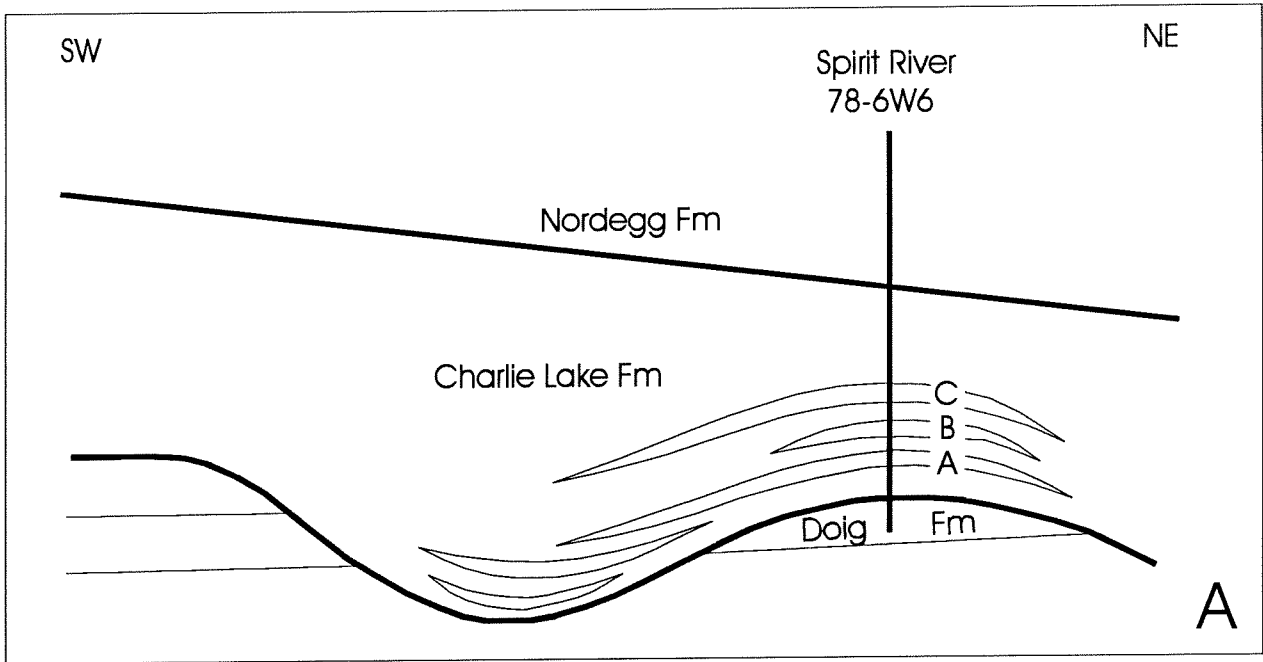 SW
NE
Spirit River
78-6W6
Nordegg Fm
Charlie Lake Fm
C
B
A
Doig Fm
A